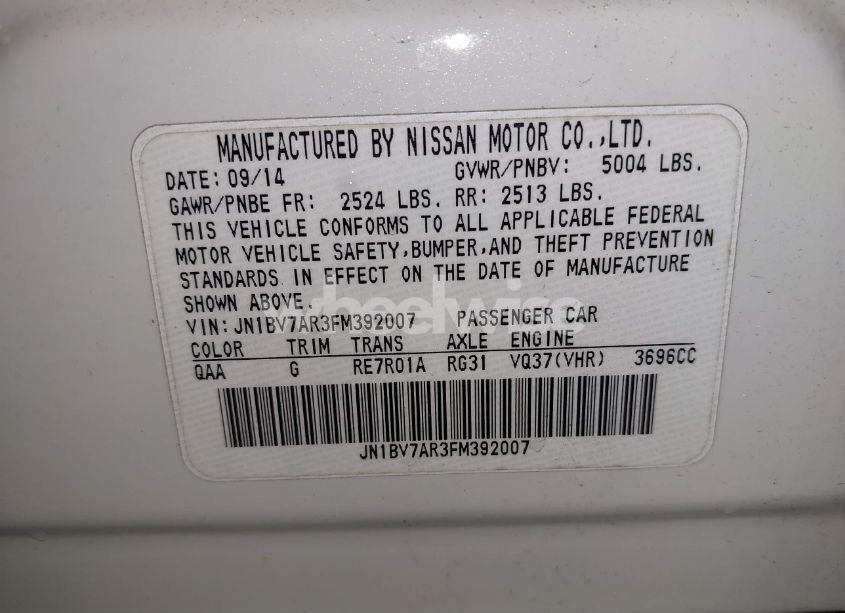 MANUFACTURED BY NISSAN MOTOR CO.,LTD.
DATE: 09/14 GVWR/PNBV: 5004 LBS.
GAWR/PNBE FR: 2524 LBS. RR: 2513 LBS.
THIS VEHICLE CONFORMS TO ALL APPLICABLE FEDERAL
MOTOR VEHICLE SAFETY,BUMPER,AND THEFT PREVENTION
STANDARDS IN EFFECT ON THE DATE OF MANUFACTURE
SHOWN ABOVE.
wheelwise
VIN: JN1BV7AR3FM392007 PASSENGER CAR
COLOR TRIM TRANS AXLE ENGINE
QAA G RE7R01A RG31 VQ37(VHR) 3696CC
JN1BV7AR3FM392007